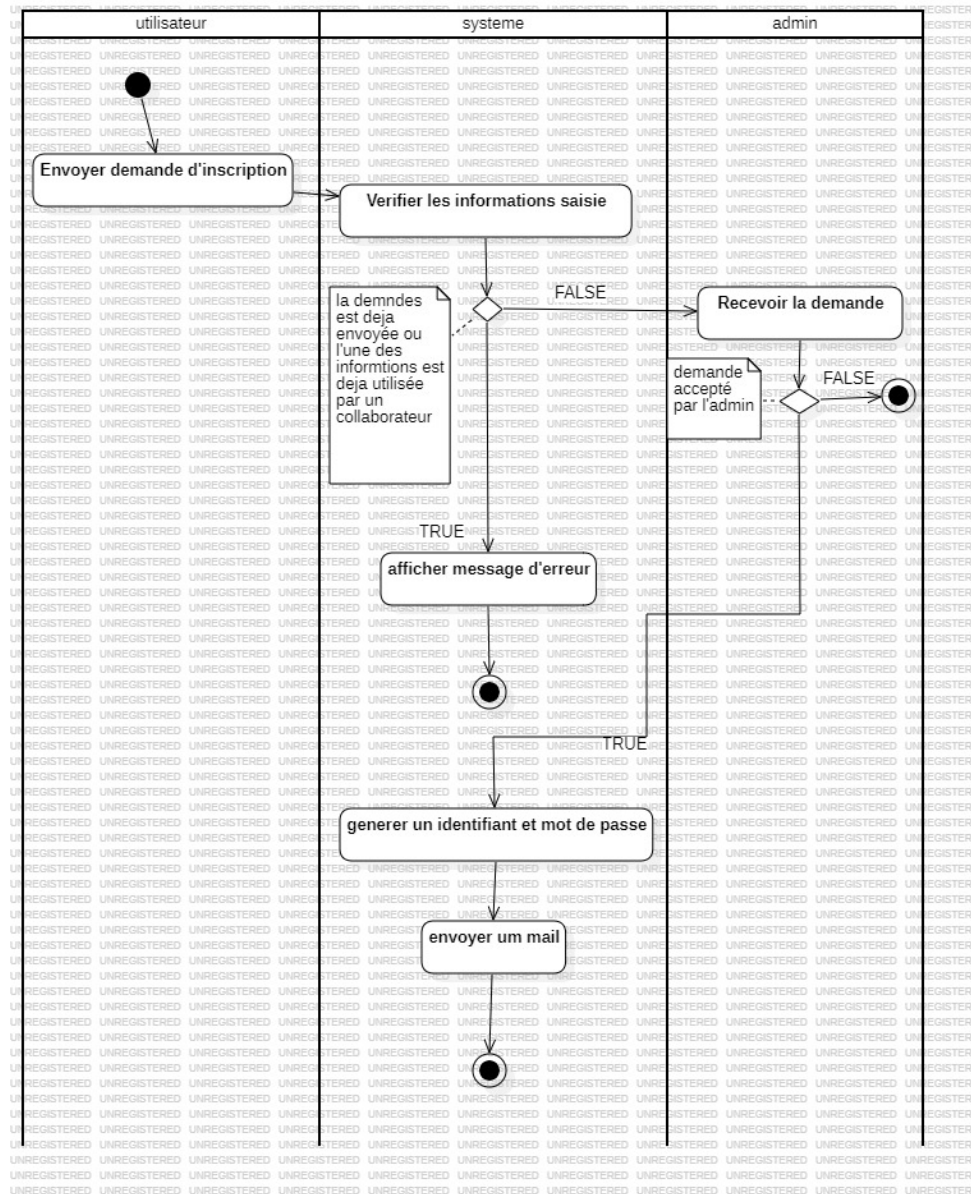 utilisateur
systeme
admin
Envoyer demande d'inscription
Verifier les informations saisie
la demndes
est deja
envoyée ou
l'une des
informtions est
deja utilisée
par un
collaborateur
FALSE
Recevoir la demande
demande
accepté
par l'admin
FALSE
TRUE
afficher message d'erreur
TRUE
generer un identifiant et mot de passe
envoyer um mail
UNREGISTERED